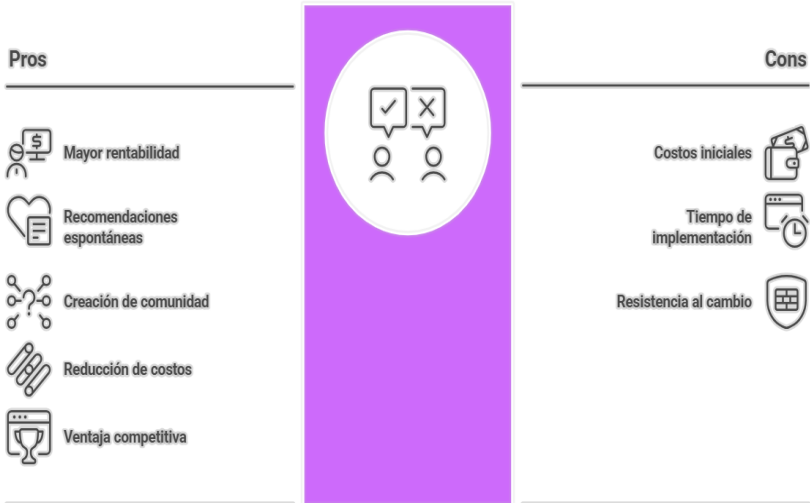 Pros
Mayor rentabilidad
Recomendaciones
espontáneas
Creación de comunidad
Reducción de costos
Ventaja competitiva
Cons
Costos iniciales
Tiempo de
implementación
Resistencia al cambio